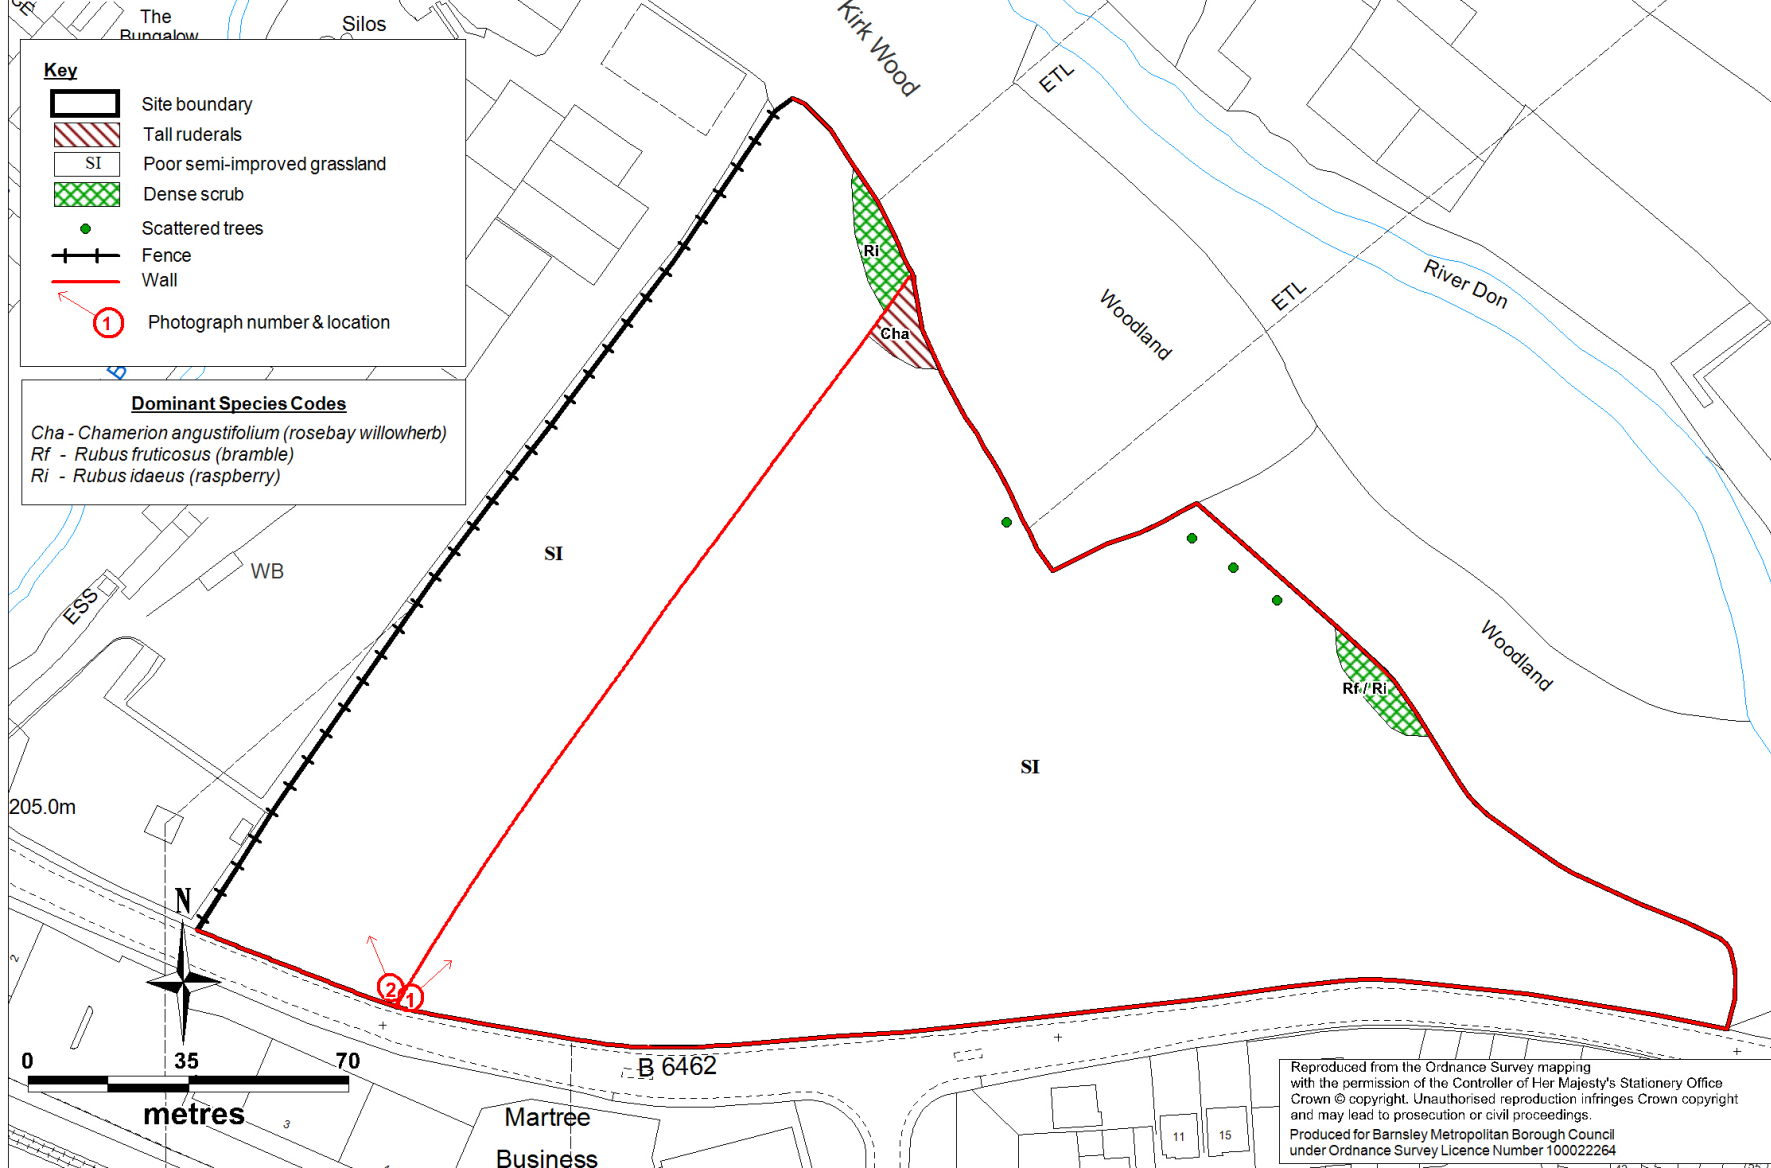 The
Bungalow
Silos
Kirk Wood
Key
Site boundary
Tall ruderals
SI Poor semi-improved grassland
Dense scrub
Scattered trees
Fence
Wall
1 Photograph number & location
Dominant Species Codes
Cha - Chamerion angustifolium (rosebay willowherb)
Rf - Rubus fruticosus (bramble)
Ri - Rubus idaeus (raspberry)
ETL
ETL
River Don
Woodland
Woodland
Ri
Cha
SI
WB
ESS
Rf / Ri
SI
205.0m
N
2
1
2
0 35 70
metres
3
B 6462
Martree
Business
11
15
Reproduced from the Ordnance Survey mapping
with the permission of the Controller of Her Majesty's Stationery Office
Crown © copyright. Unauthorised reproduction infringes Crown copyright
and may lead to prosecution or civil proceedings.
Produced for Barnsley Metropolitan Borough Council
under Ordnance Survey Licence Number 100022264